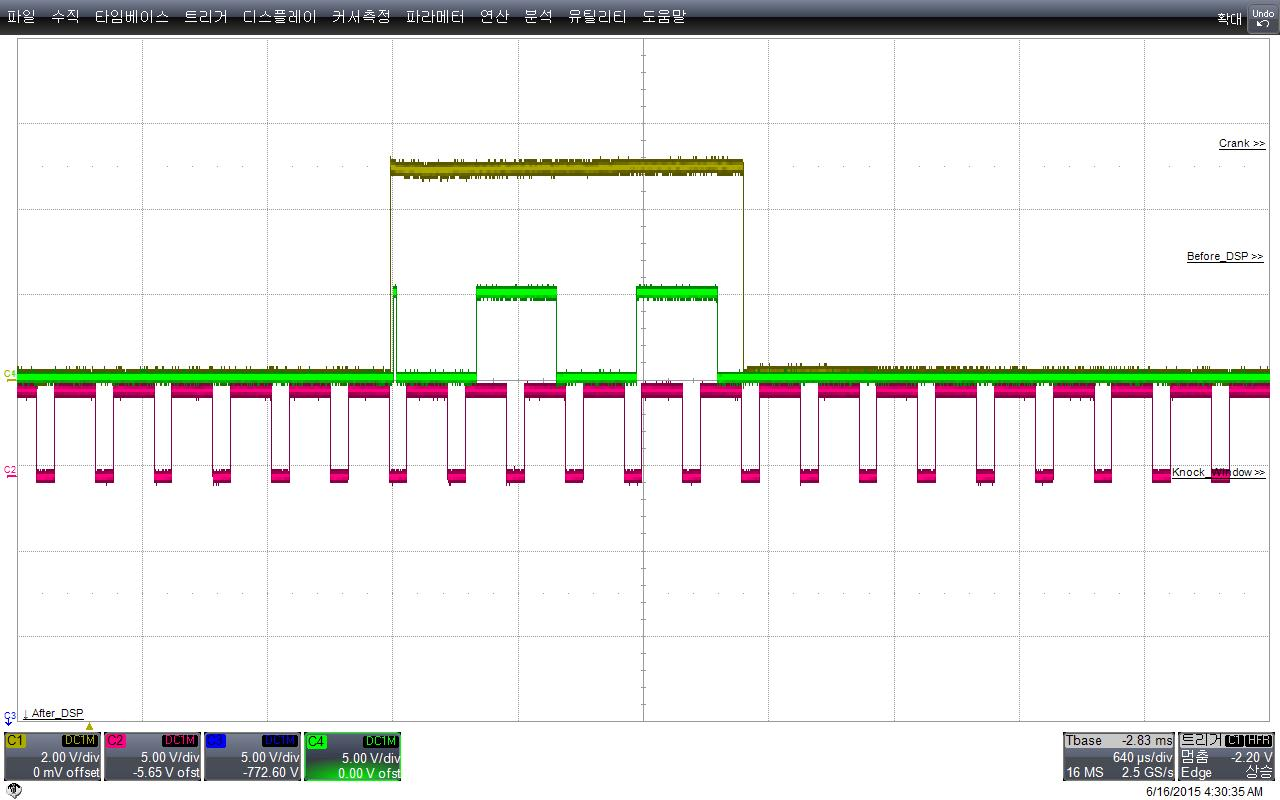 파일 수직 타임베이스 트리거 디스플레이 커서측정 파라메터 연산 분석 유틸리티 도움말
확대 Undo
Crank >>
Before_DSP >>
C4
C2
Knock_Window >>
C3
↓ After_DSP
C1 DC1M
2.00 V/div
0 mV offset
C2 DC1M
5.00 V/div
-5.65 V ofst
C3 DC1M
5.00 V/div
-772.60 V
C4 DC1M
5.00 V/div
0.00 V ofst
Tbase -2.83 ms
640 µs/div
16 MS 2.5 GS/s
트리거 C1 HFR
멈춤 -2.20 V
Edge 상승
6/16/2015 4:30:35 AM